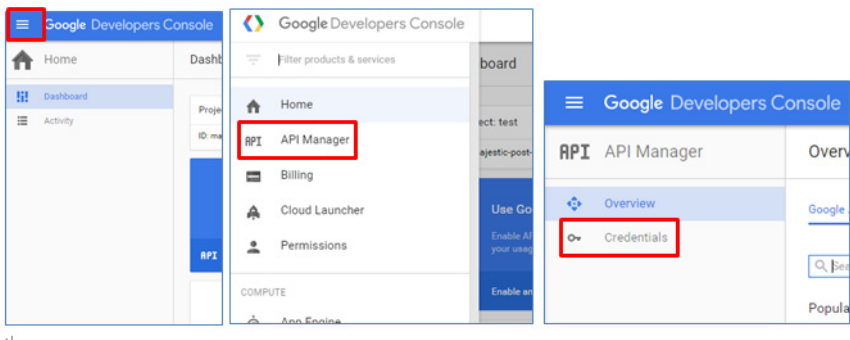 Google Developers Console
Home
Dashboard
Activity
Dashb
Proje
ID: ma
API
Google Developers Console
Filter products & services
Home
API API Manager
Billing
Cloud Launcher
Permissions
COMPUTE
App Engine
board
ect: test
ajestic-post-
Use Go
Enable AP
your usag
Enable an
Google Developers Console
API API Manager
Overview
Credentials
Overv
Google
Sea
Popula